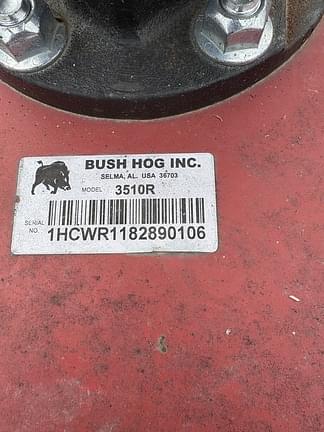 BUSH HOG INC.
SELMA, AL. USA 36703
MODEL 3510R
SERIAL NO. 1HCWR1182890106